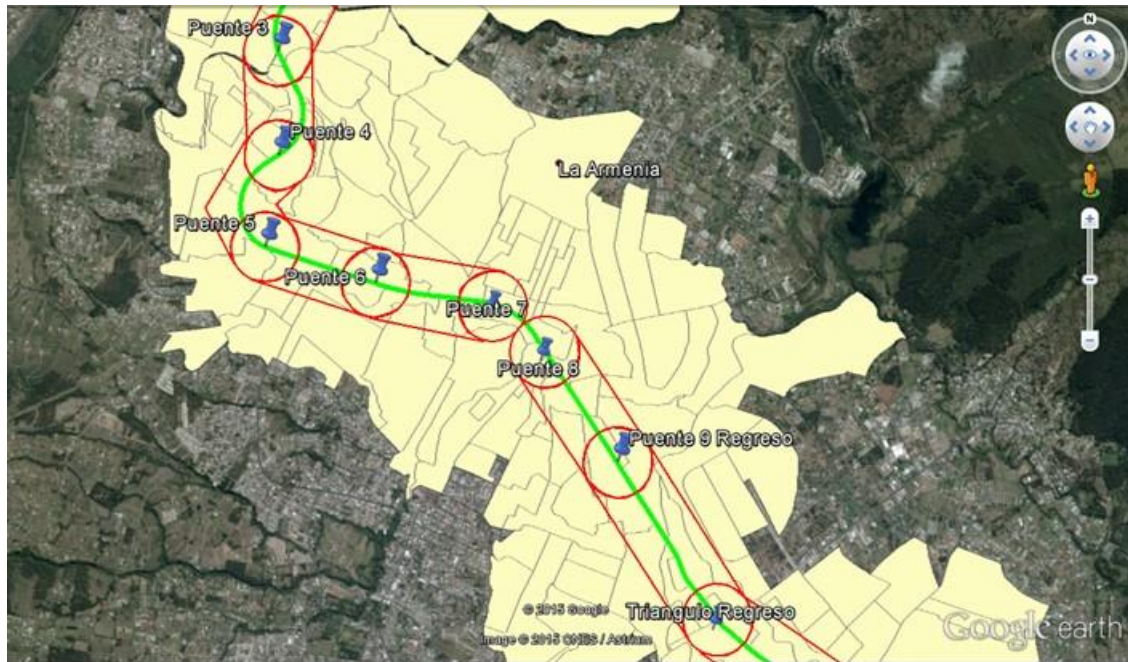 N
Puente 3
Puente 4
La Armenia
Puente 5
Puente 6
Puente 7
Puente 8
Puente 9 Regreso
Triangulo Regreso
© 2015 Google
Image © 2015 CNES / Astrium
Google earth